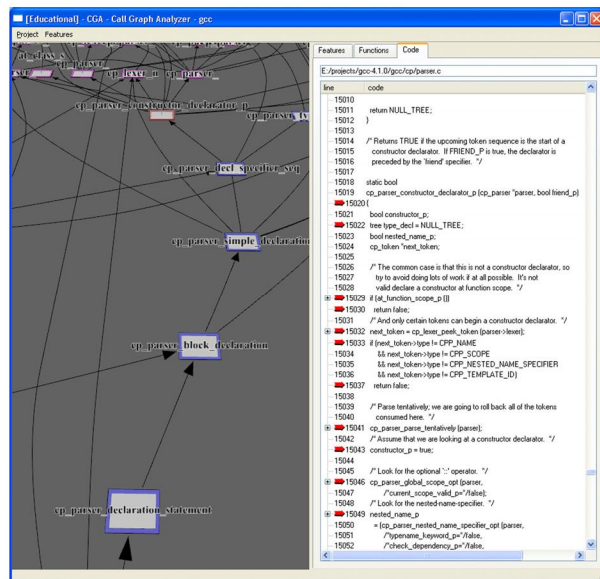 [Educational] - CGA - Call Graph Analyzer - gcc
Project Features
at_class_s
cp_parser_
cp_lexer_n cp_parser_
cp_parser_constructor_declarator_p
cp_parser_decl_specifier_seq
cp_parser_simple_declaration
cp_parser_block_declaration
cp_parser_declaration_statement
Features Functions Code
E:/projects/gcc-4.1.0/gcc/cp/parser.c
line code
15010
15011 return NULL_TREE;
15012 }
15013
15014 /* Returns TRUE if the upcoming token sequence is the start of a
15015 constructor declarator. If FRIEND_P is true, the declarator is
15016 preceded by the `friend' specifier. */
15017
15018 static bool
15019 cp_parser_constructor_declarator_p (cp_parser *parser, bool friend_p)
15020 {
15021 bool constructor_p;
15022 tree type_decl = NULL_TREE;
15023 bool nested_name_p;
15024 cp_token *next_token;
15025
15026 /* The common case is that this is not a constructor declarator, so
15027 try to avoid doing lots of work if at all possible. It's not
15028 valid declare a constructor at function scope. */
15029 if (at_function_scope_p ())
15030 return false;
15031 /* And only certain tokens can begin a constructor declarator. */
15032 next_token = cp_lexer_peek_token (parser->lexer);
15033 if (next_token->type != CPP_NAME
15034 && next_token->type != CPP_SCOPE
15035 && next_token->type != CPP_NESTED_NAME_SPECIFIER
15036 && next_token->type != CPP_TEMPLATE_ID)
15037 return false;
15038
15039 /* Parse tentatively; we are going to roll back all of the tokens
15040 consumed here. */
15041 cp_parser_parse_tentatively (parser);
15042 /* Assume that we are looking at a constructor declarator. */
15043 constructor_p = true;
15044
15045 /* Look for the optional `::' operator. */
15046 cp_parser_global_scope_opt (parser,
15047 /*current_scope_valid_p=*/false);
15048 /* Look for the nested-name-specifier. */
15049 nested_name_p
15050 = (cp_parser_nested_name_specifier_opt (parser,
15051 /*typename_keyword_p=*/false,
15052 /*check_dependency_p=*/false,